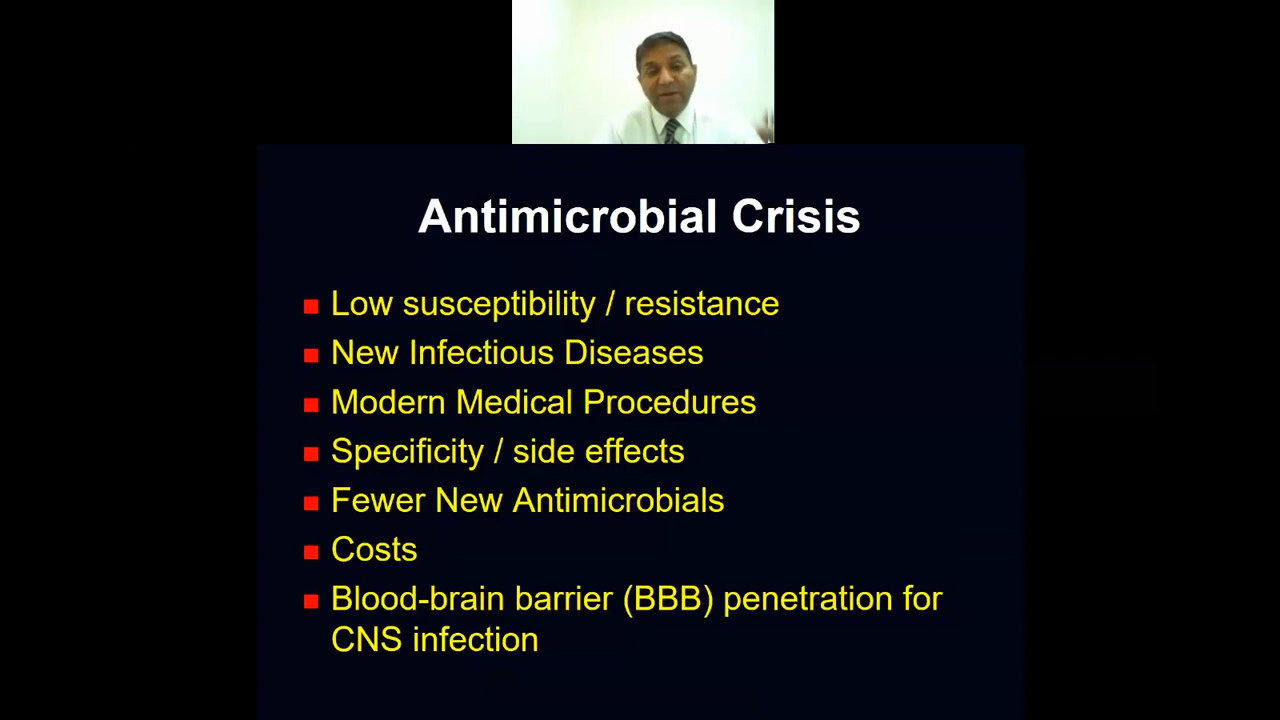 Antimicrobial Crisis
Low susceptibility / resistance
New Infectious Diseases
Modern Medical Procedures
Specificity / side effects
Fewer New Antimicrobials
Costs
Blood-brain barrier (BBB) penetration for
CNS infection